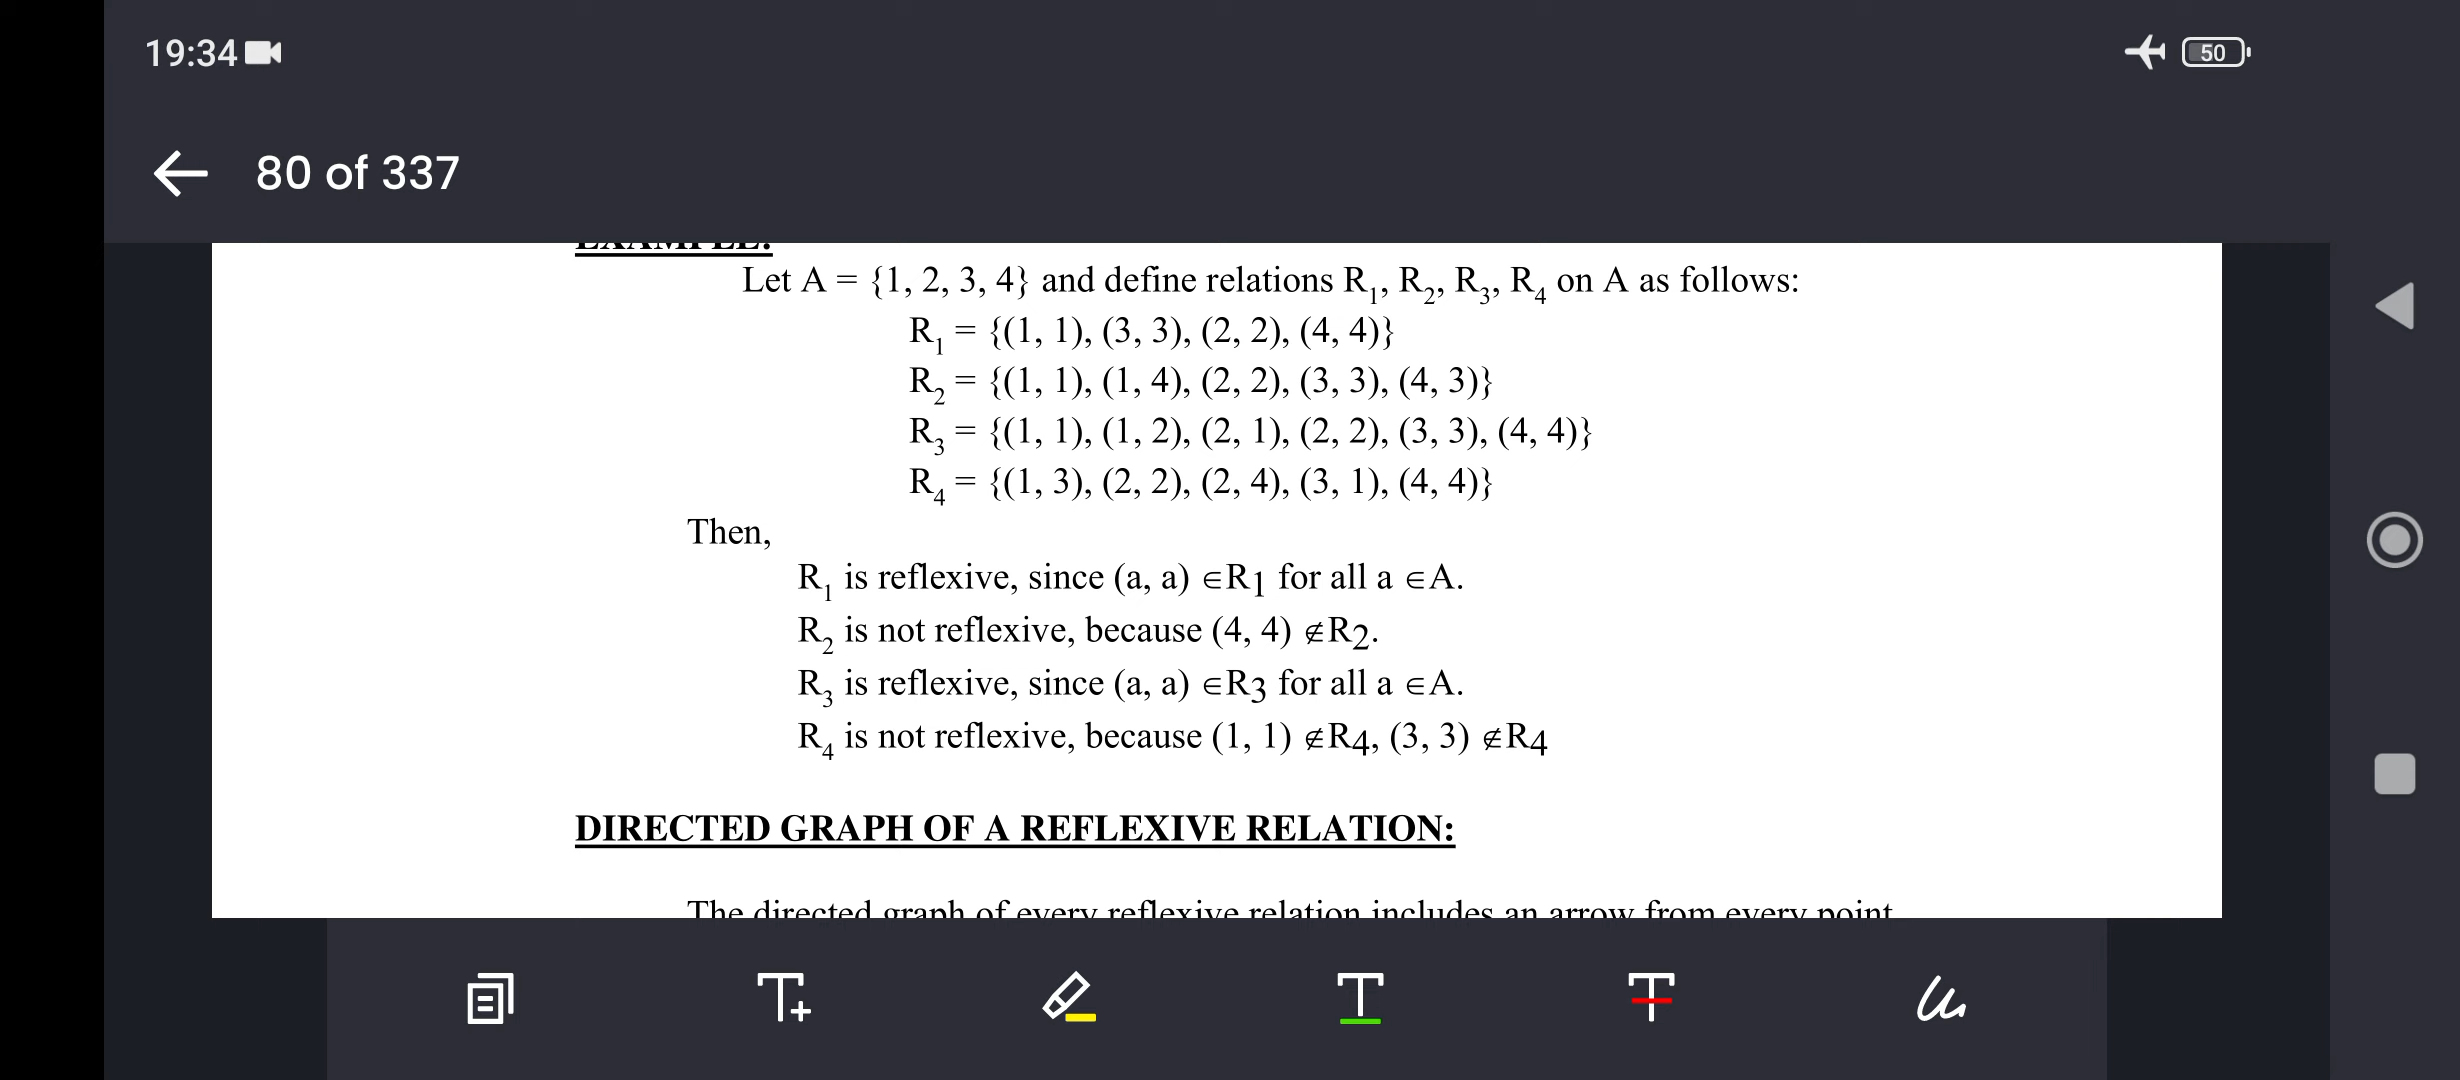 19:34
50
80 of 337
EXAMPLE:
Let A = {1, 2, 3, 4} and define relations R₁, R₂, R₃, R₄ on A as follows:
R₁ = {(1, 1), (3, 3), (2, 2), (4, 4)}
R₂ = {(1, 1), (1, 4), (2, 2), (3, 3), (4, 3)}
R₃ = {(1, 1), (1, 2), (2, 1), (2, 2), (3, 3), (4, 4)}
R₄ = {(1, 3), (2, 2), (2, 4), (3, 1), (4, 4)}
Then,
R₁ is reflexive, since (a, a) ∈R1 for all a ∈A.
R₂ is not reflexive, because (4, 4) ∉R2.
R₃ is reflexive, since (a, a) ∈R3 for all a ∈A.
R₄ is not reflexive, because (1, 1) ∉R4, (3, 3) ∉R4
DIRECTED GRAPH OF A REFLEXIVE RELATION:
The directed graph of every reflexive relation includes an arrow from every point